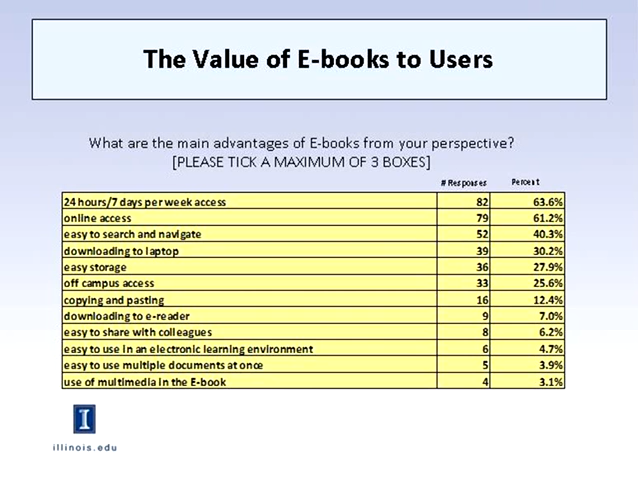 The Value of E-books to Users
What are the main advantages of E-books from your perspective?
[PLEASE TICK A MAXIMUM OF 3 BOXES]
# Responses Percent
24 hours/7 days per week access 82 63.6%
online access 79 61.2%
easy to search and navigate 52 40.3%
downloading to laptop 39 30.2%
easy storage 36 27.9%
off campus access 33 25.6%
copying and pasting 16 12.4%
downloading to e-reader 9 7.0%
easy to share with colleagues 8 6.2%
easy to use in an electronic learning environment 6 4.7%
easy to use multiple documents at once 5 3.9%
use of multimedia in the E-book 4 3.1%
I
illinois.edu